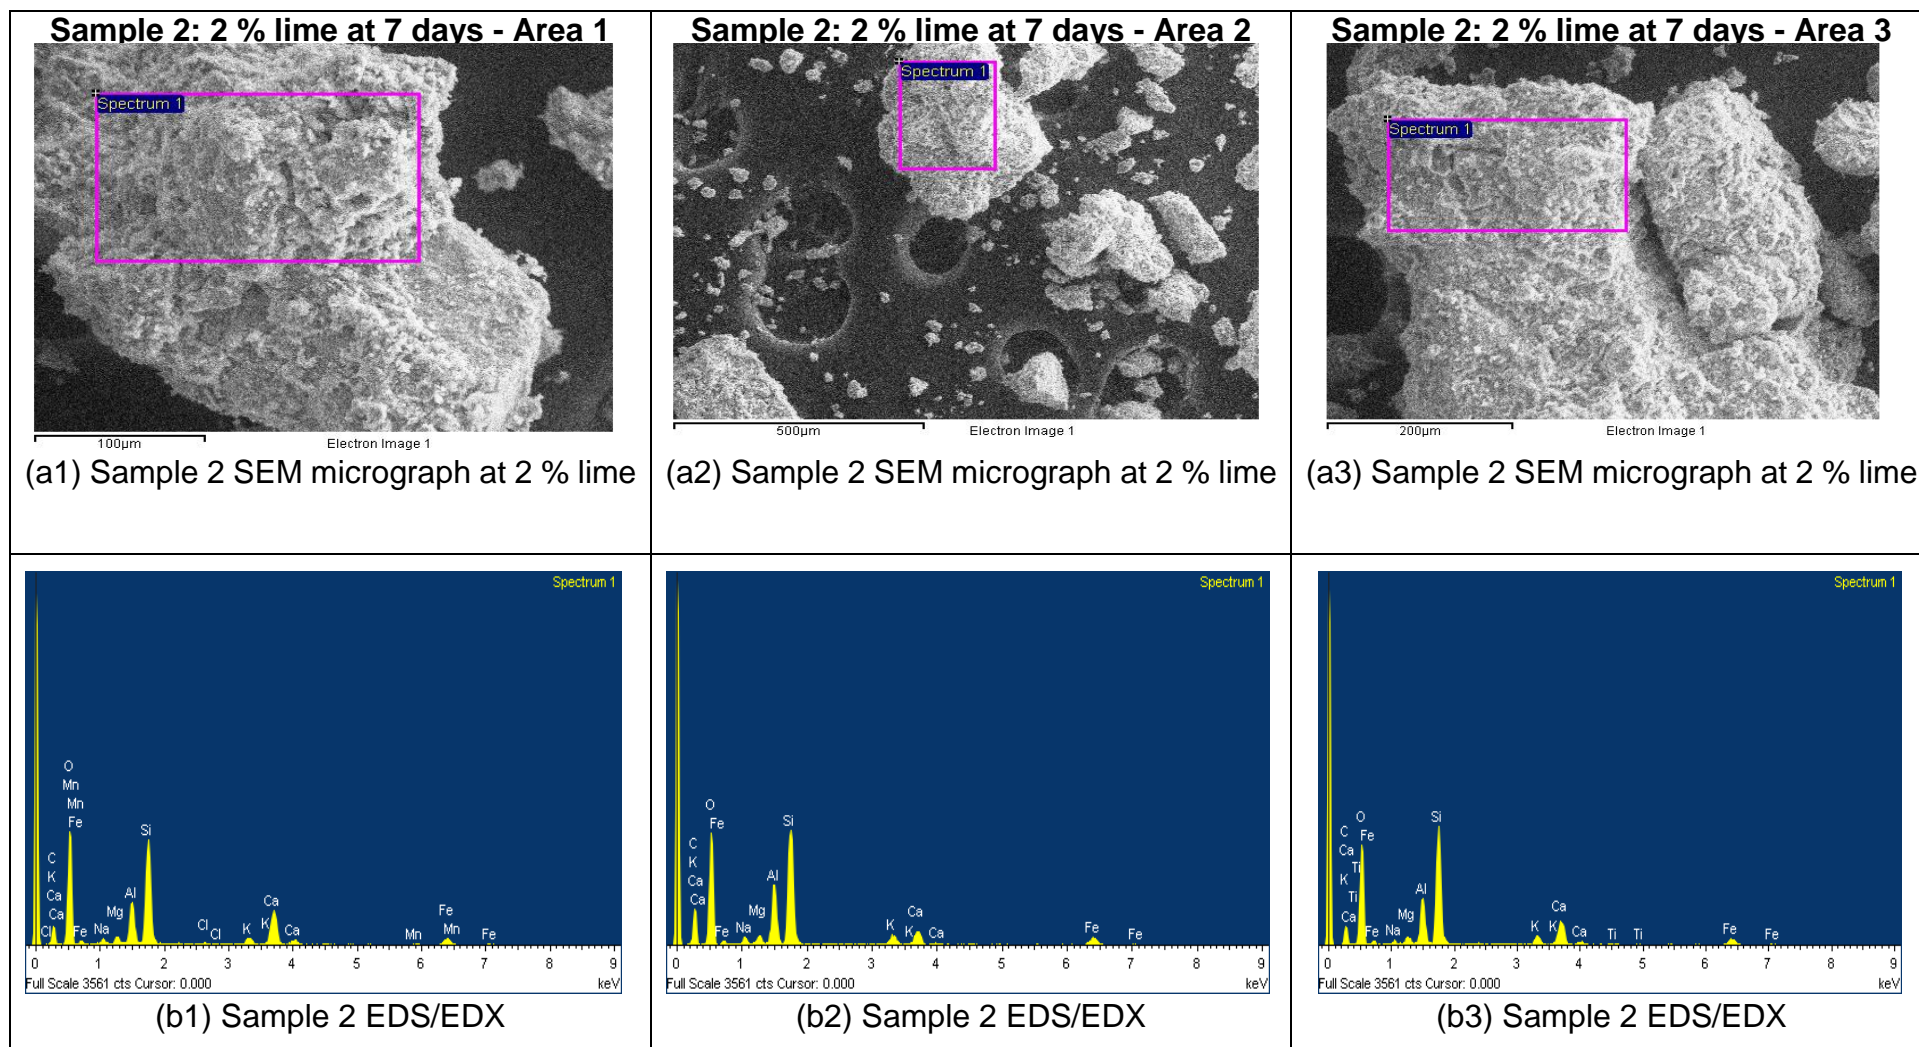 Sample 2: 2 % lime at 7 days - Area 1
Spectrum 1
100µm
Electron Image 1
(a1) Sample 2 SEM micrograph at 2 % lime
Sample 2: 2 % lime at 7 days - Area 2
Spectrum 1
500µm
Electron Image 1
(a2) Sample 2 SEM micrograph at 2 % lime
Sample 2: 2 % lime at 7 days - Area 3
Spectrum 1
200µm
Electron Image 1
(a3) Sample 2 SEM micrograph at 2 % lime
Spectrum 1
O
Mn
Mn
Fe
Si
C
K
Ca
Ca
Cl
Fe
Na
Mg
Al
Cl
Cl
K
K
Ca
Ca
Mn
Fe
Mn
Fe
0 1 2 3 4 5 6 7 8 9
Full Scale 3561 cts Cursor: 0.000 keV
(b1) Sample 2 EDS/EDX
Spectrum 1
O
Fe
Si
C
K
Ca
Ca
Fe
Na
Mg
Al
K
K
Ca
Ca
Fe
Fe
0 1 2 3 4 5 6 7 8 9
Full Scale 3561 cts Cursor: 0.000 keV
(b2) Sample 2 EDS/EDX
Spectrum 1
O
Fe
Si
C
Ca
Ti
K
Ti
Ca
Fe
Na
Mg
Al
K
K
Ca
Ca
Ti
Ti
Fe
Fe
0 1 2 3 4 5 6 7 8 9
Full Scale 3561 cts Cursor: 0.000 keV
(b3) Sample 2 EDS/EDX